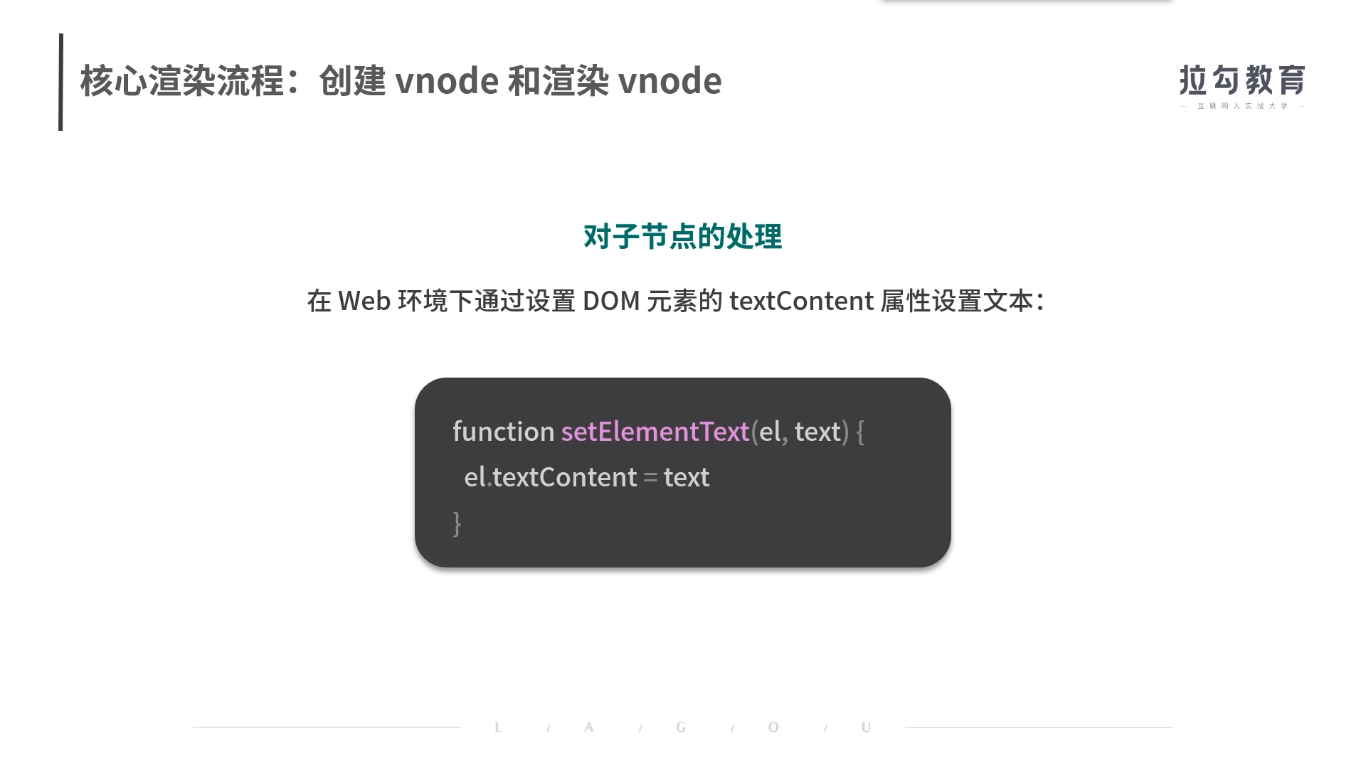 核心渲染流程：创建 vnode 和渲染 vnode
拉勾教育
— 互联网人实战大学 —
对子节点的处理
在 Web 环境下通过设置 DOM 元素的 textContent 属性设置文本：
function setElementText(el, text) {
  el.textContent = text
}
L / A / G / O / U